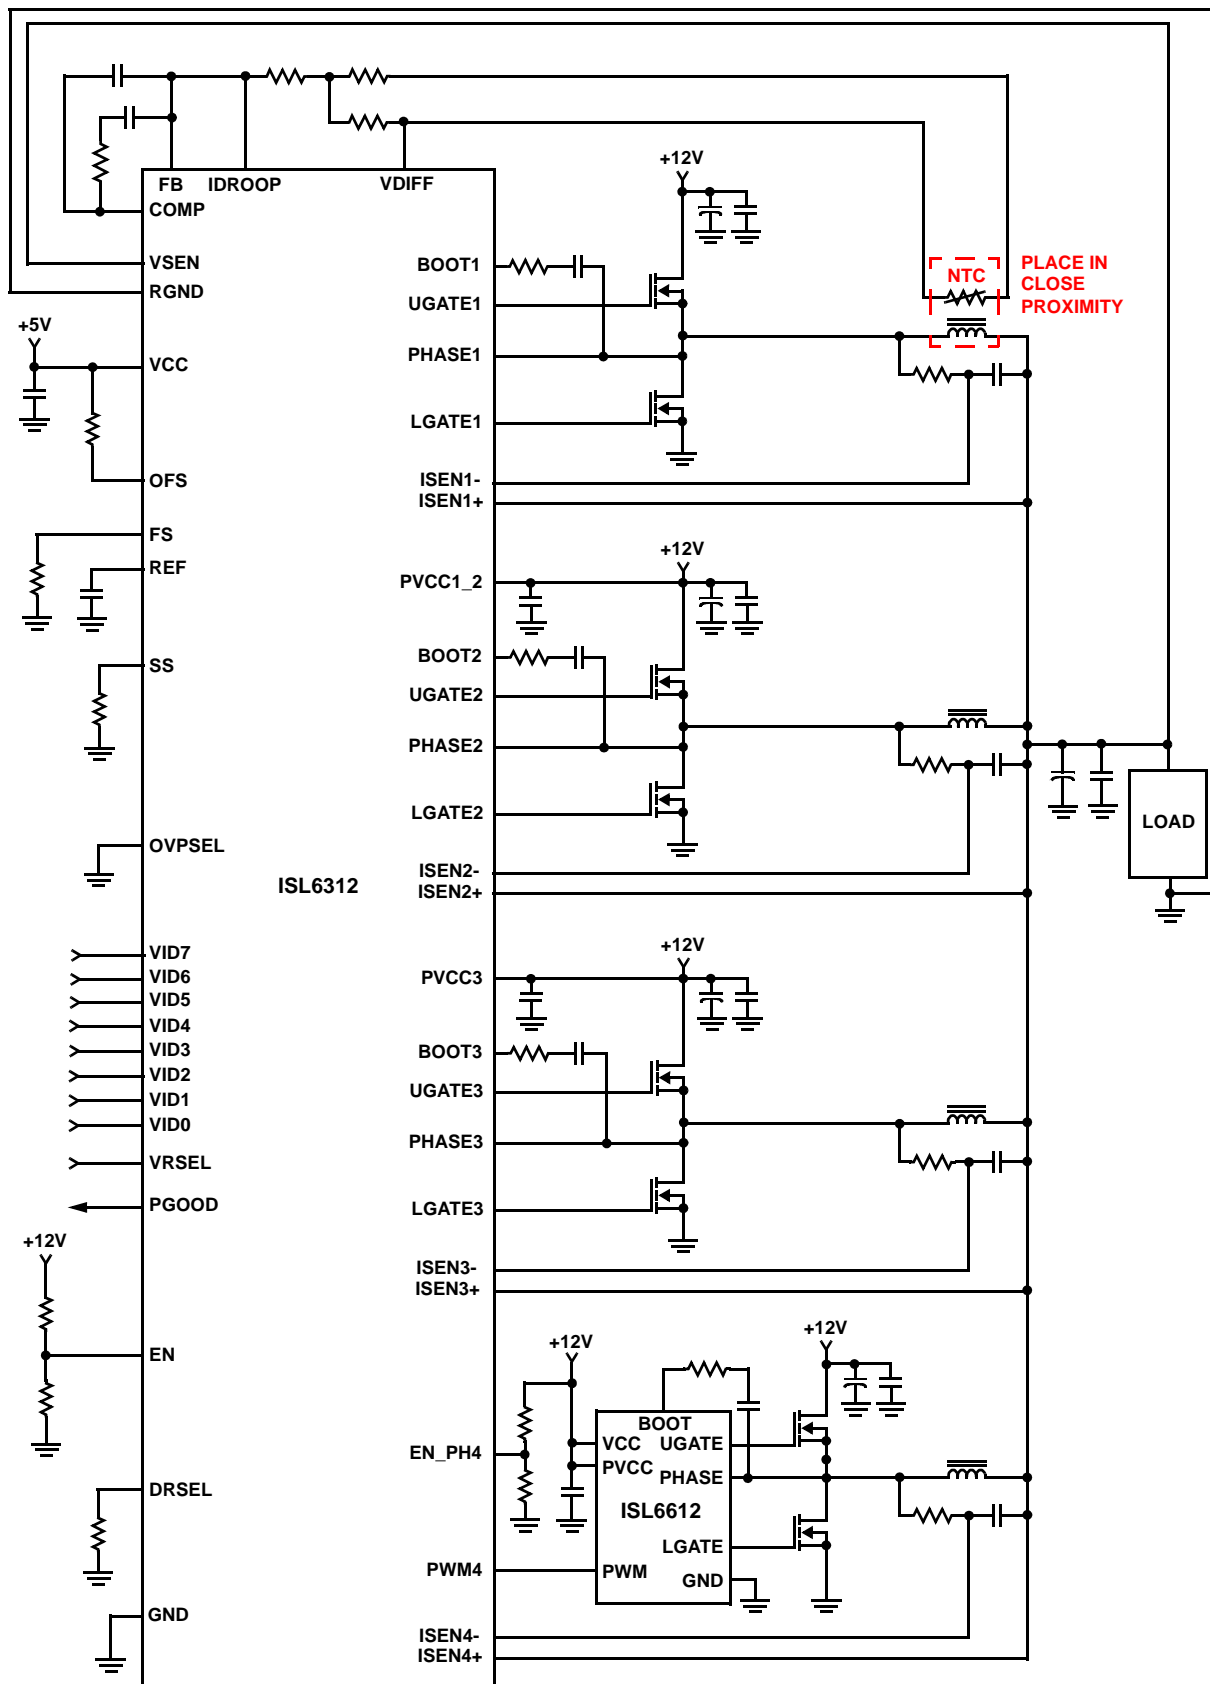 FB
IDROOP
VDIFF
COMP
VSEN
RGND
+5V
VCC
OFS
FS
REF
SS
OVPSEL
ISL6312
VID7
VID6
VID5
VID4
VID3
VID2
VID1
VID0
VRSEL
PGOOD
+12V
EN
DRSEL
GND
+12V
BOOT1
UGATE1
PHASE1
LGATE1
ISEN1-
ISEN1+
NTC
PLACE IN
CLOSE
PROXIMITY
+12V
PVCC1_2
BOOT2
UGATE2
PHASE2
LGATE2
ISEN2-
ISEN2+
LOAD
+12V
PVCC3
BOOT3
UGATE3
PHASE3
LGATE3
ISEN3-
ISEN3+
+12V
+12V
EN_PH4
BOOT
VCC
UGATE
PVCC
PHASE
ISL6612
LGATE
PWM4
PWM
GND
ISEN4-
ISEN4+